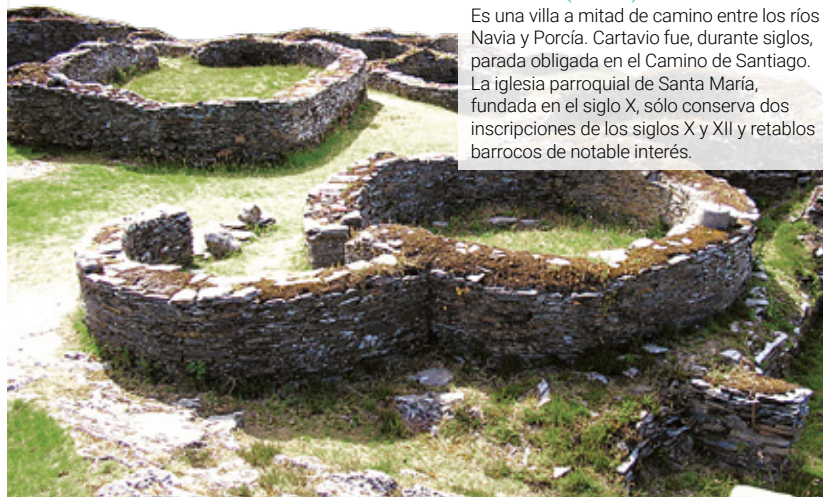 Es una villa a mitad de camino entre los ríos
Navia y Porcía. Cartavio fue, durante siglos,
parada obligada en el Camino de Santiago.
La iglesia parroquial de Santa María,
fundada en el siglo X, sólo conserva dos
inscripciones de los siglos X y XII y retablos
barrocos de notable interés.